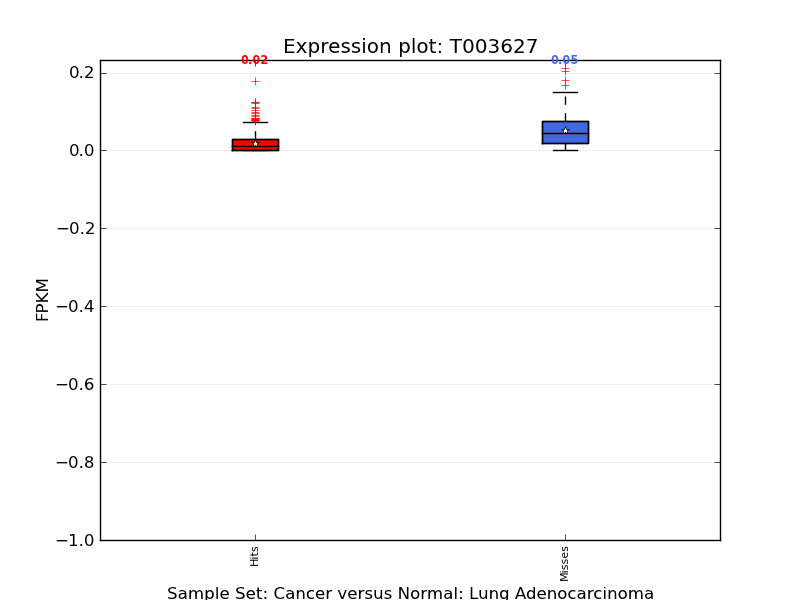 Expression plot: T003627
0.02 0.05
0.2
0.0
−0.2
−0.4
−0.6
−0.8
−1.0
FPKM
Hits
Misses
Sample Set: Cancer versus Normal: Lung Adenocarcinoma